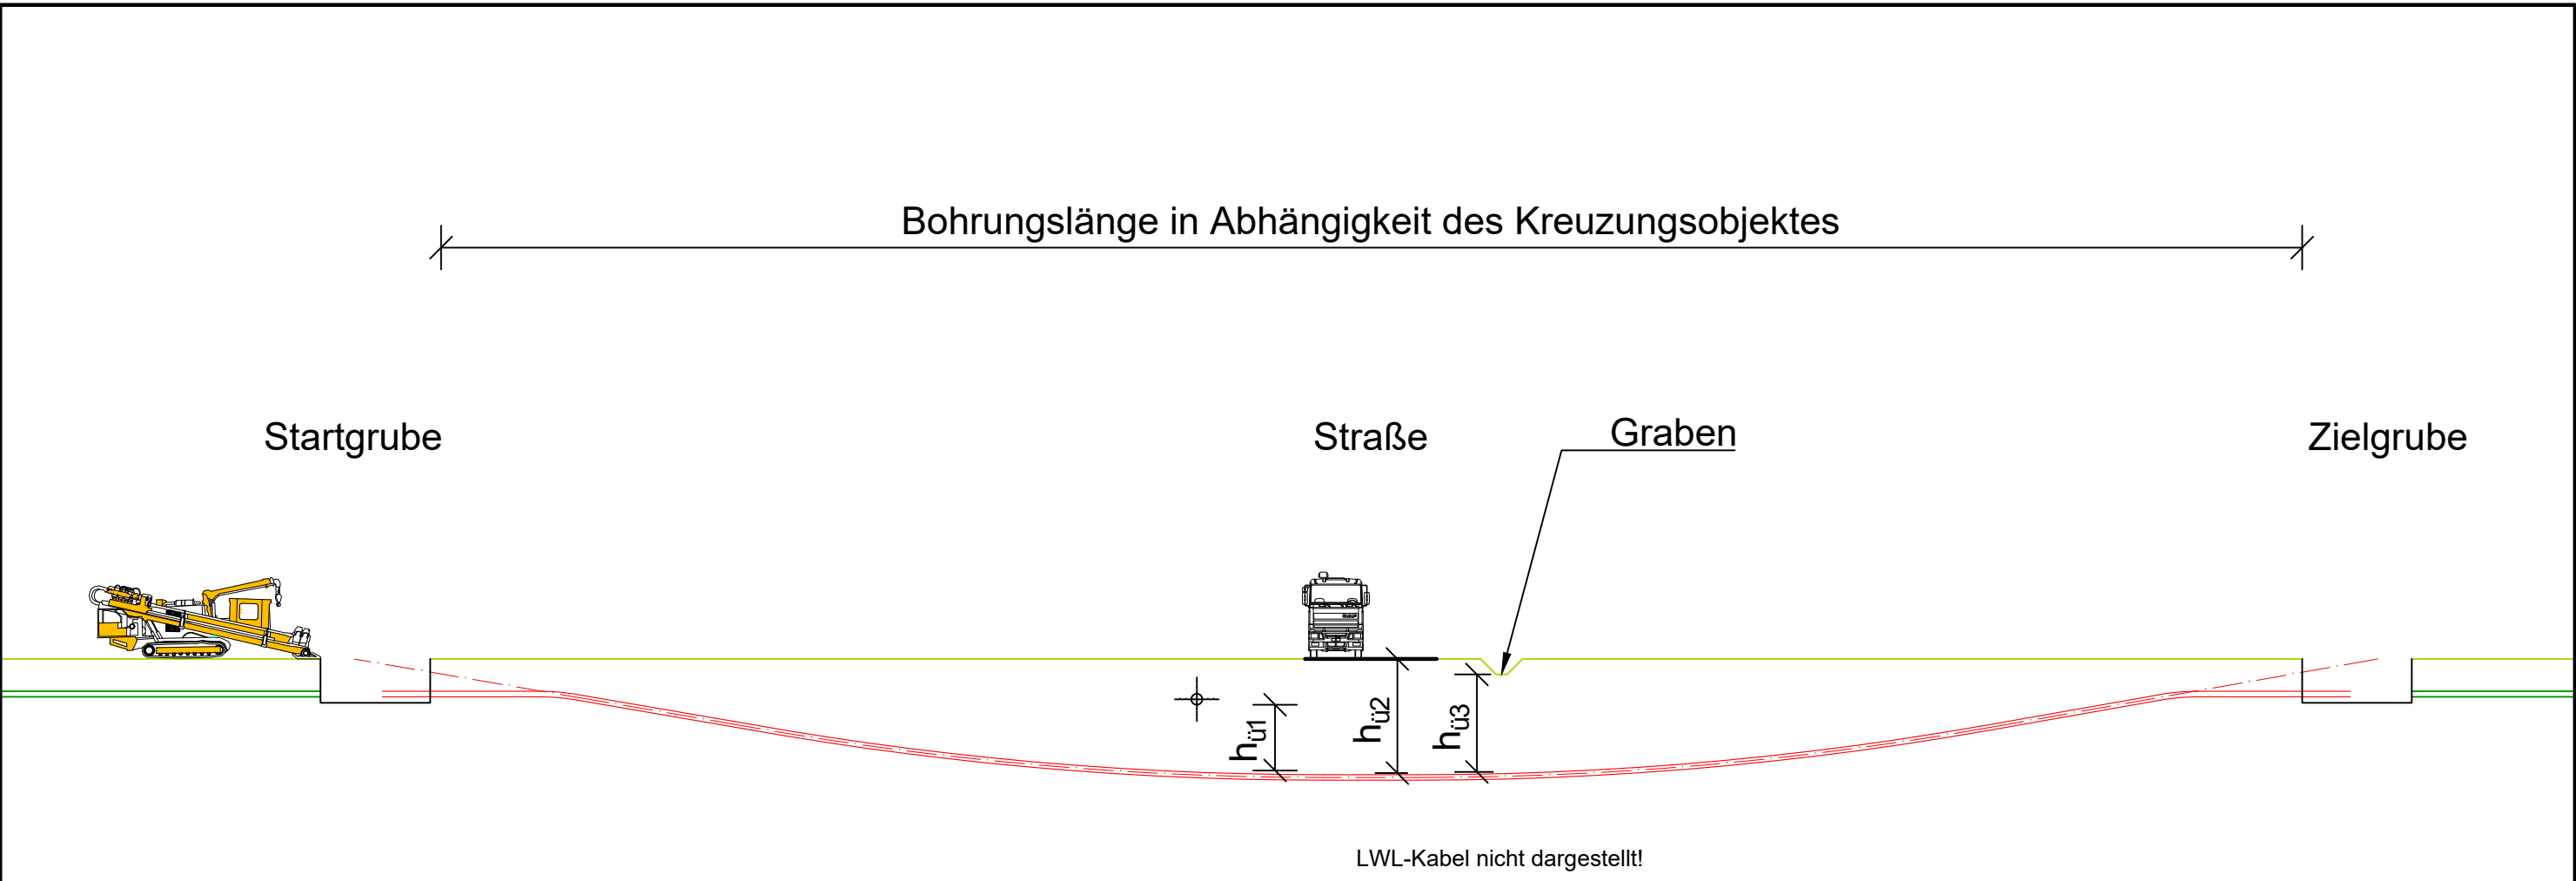 Bohrungslänge in Abhängigkeit des Kreuzungsobjektes
Startgrube
Straße
Graben
Zielgrube
hü1
hü2
hü3
LWL-Kabel nicht dargestellt!